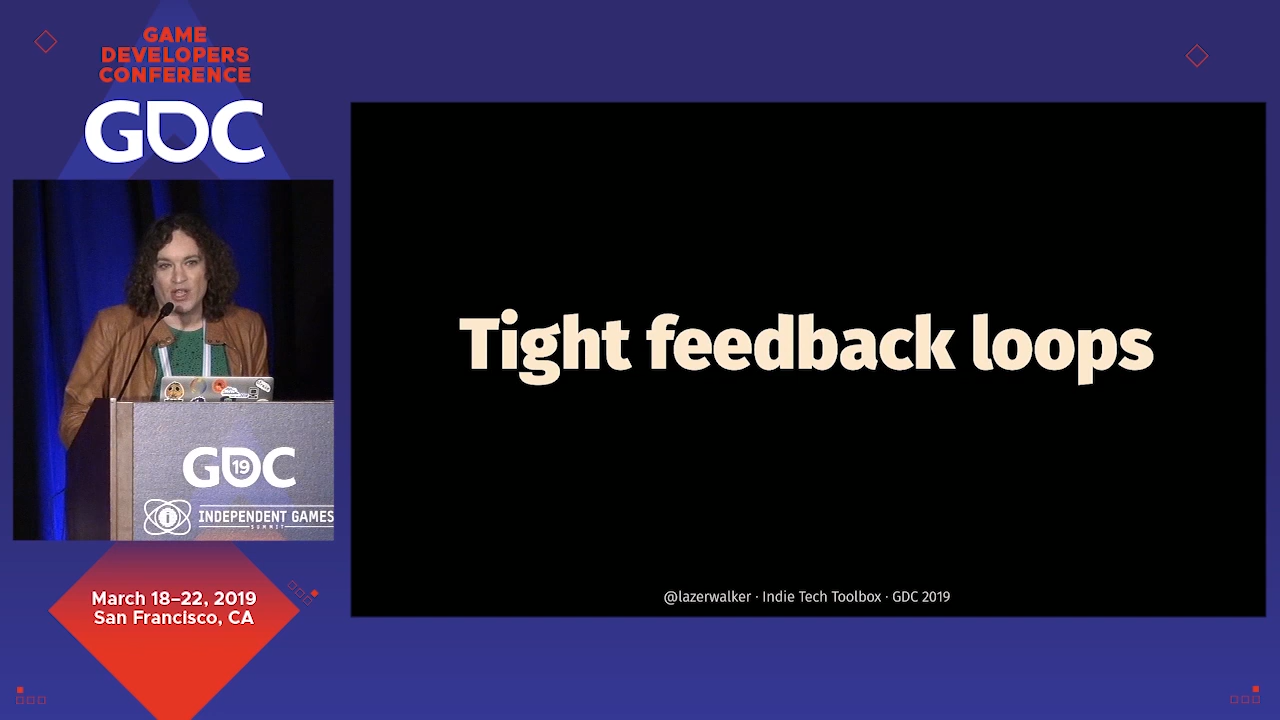 GAME
DEVELOPERS
CONFERENCE
GDC
Tight feedback loops
@lazerwalker · Indie Tech Toolbox · GDC 2019
GDC
19
i
INDEPENDENT GAMES
SUMMIT
March 18–22, 2019
San Francisco, CA